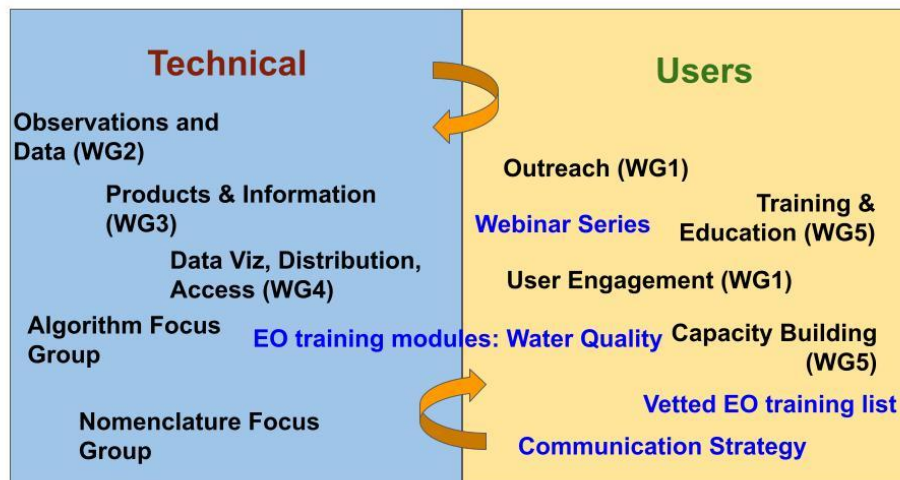 Technical
Observations and
Data (WG2)
Products & Information
(WG3)
Data Viz, Distribution,
Access (WG4)
Algorithm Focus
Group
Nomenclature Focus
Group
EO training modules: Water Quality
Users
Outreach (WG1)
Webinar Series
Training &
Education (WG5)
User Engagement (WG1)
Capacity Building
(WG5)
Vetted EO training list
Communication Strategy